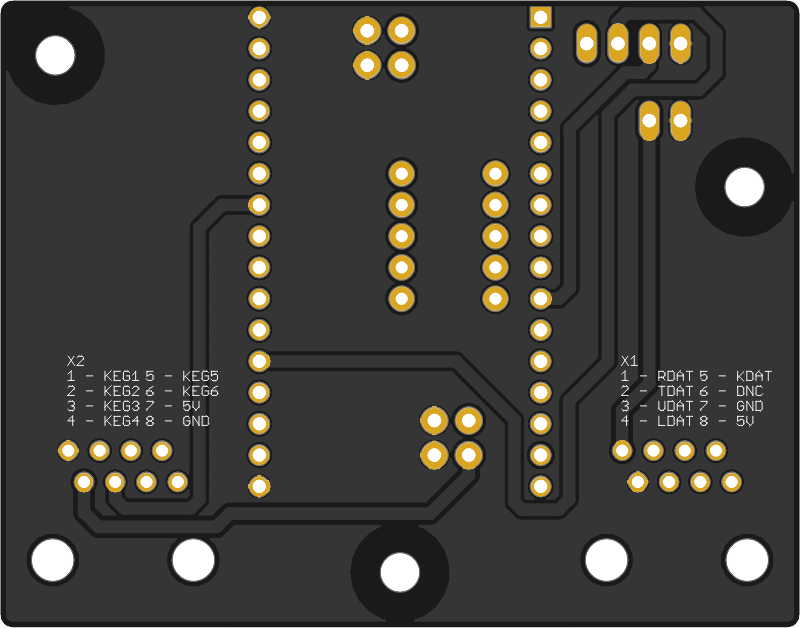 X2
1 - KEG1 5 - KEG5
2 - KEG2 6 - KEG6
3 - KEG3 7 - 5V
4 - KEG4 8 - GND
X1
1 - RDAT 5 - KDAT
2 - TDAT 6 - DNC
3 - UDAT 7 - GND
4 - LDAT 8 - 5V